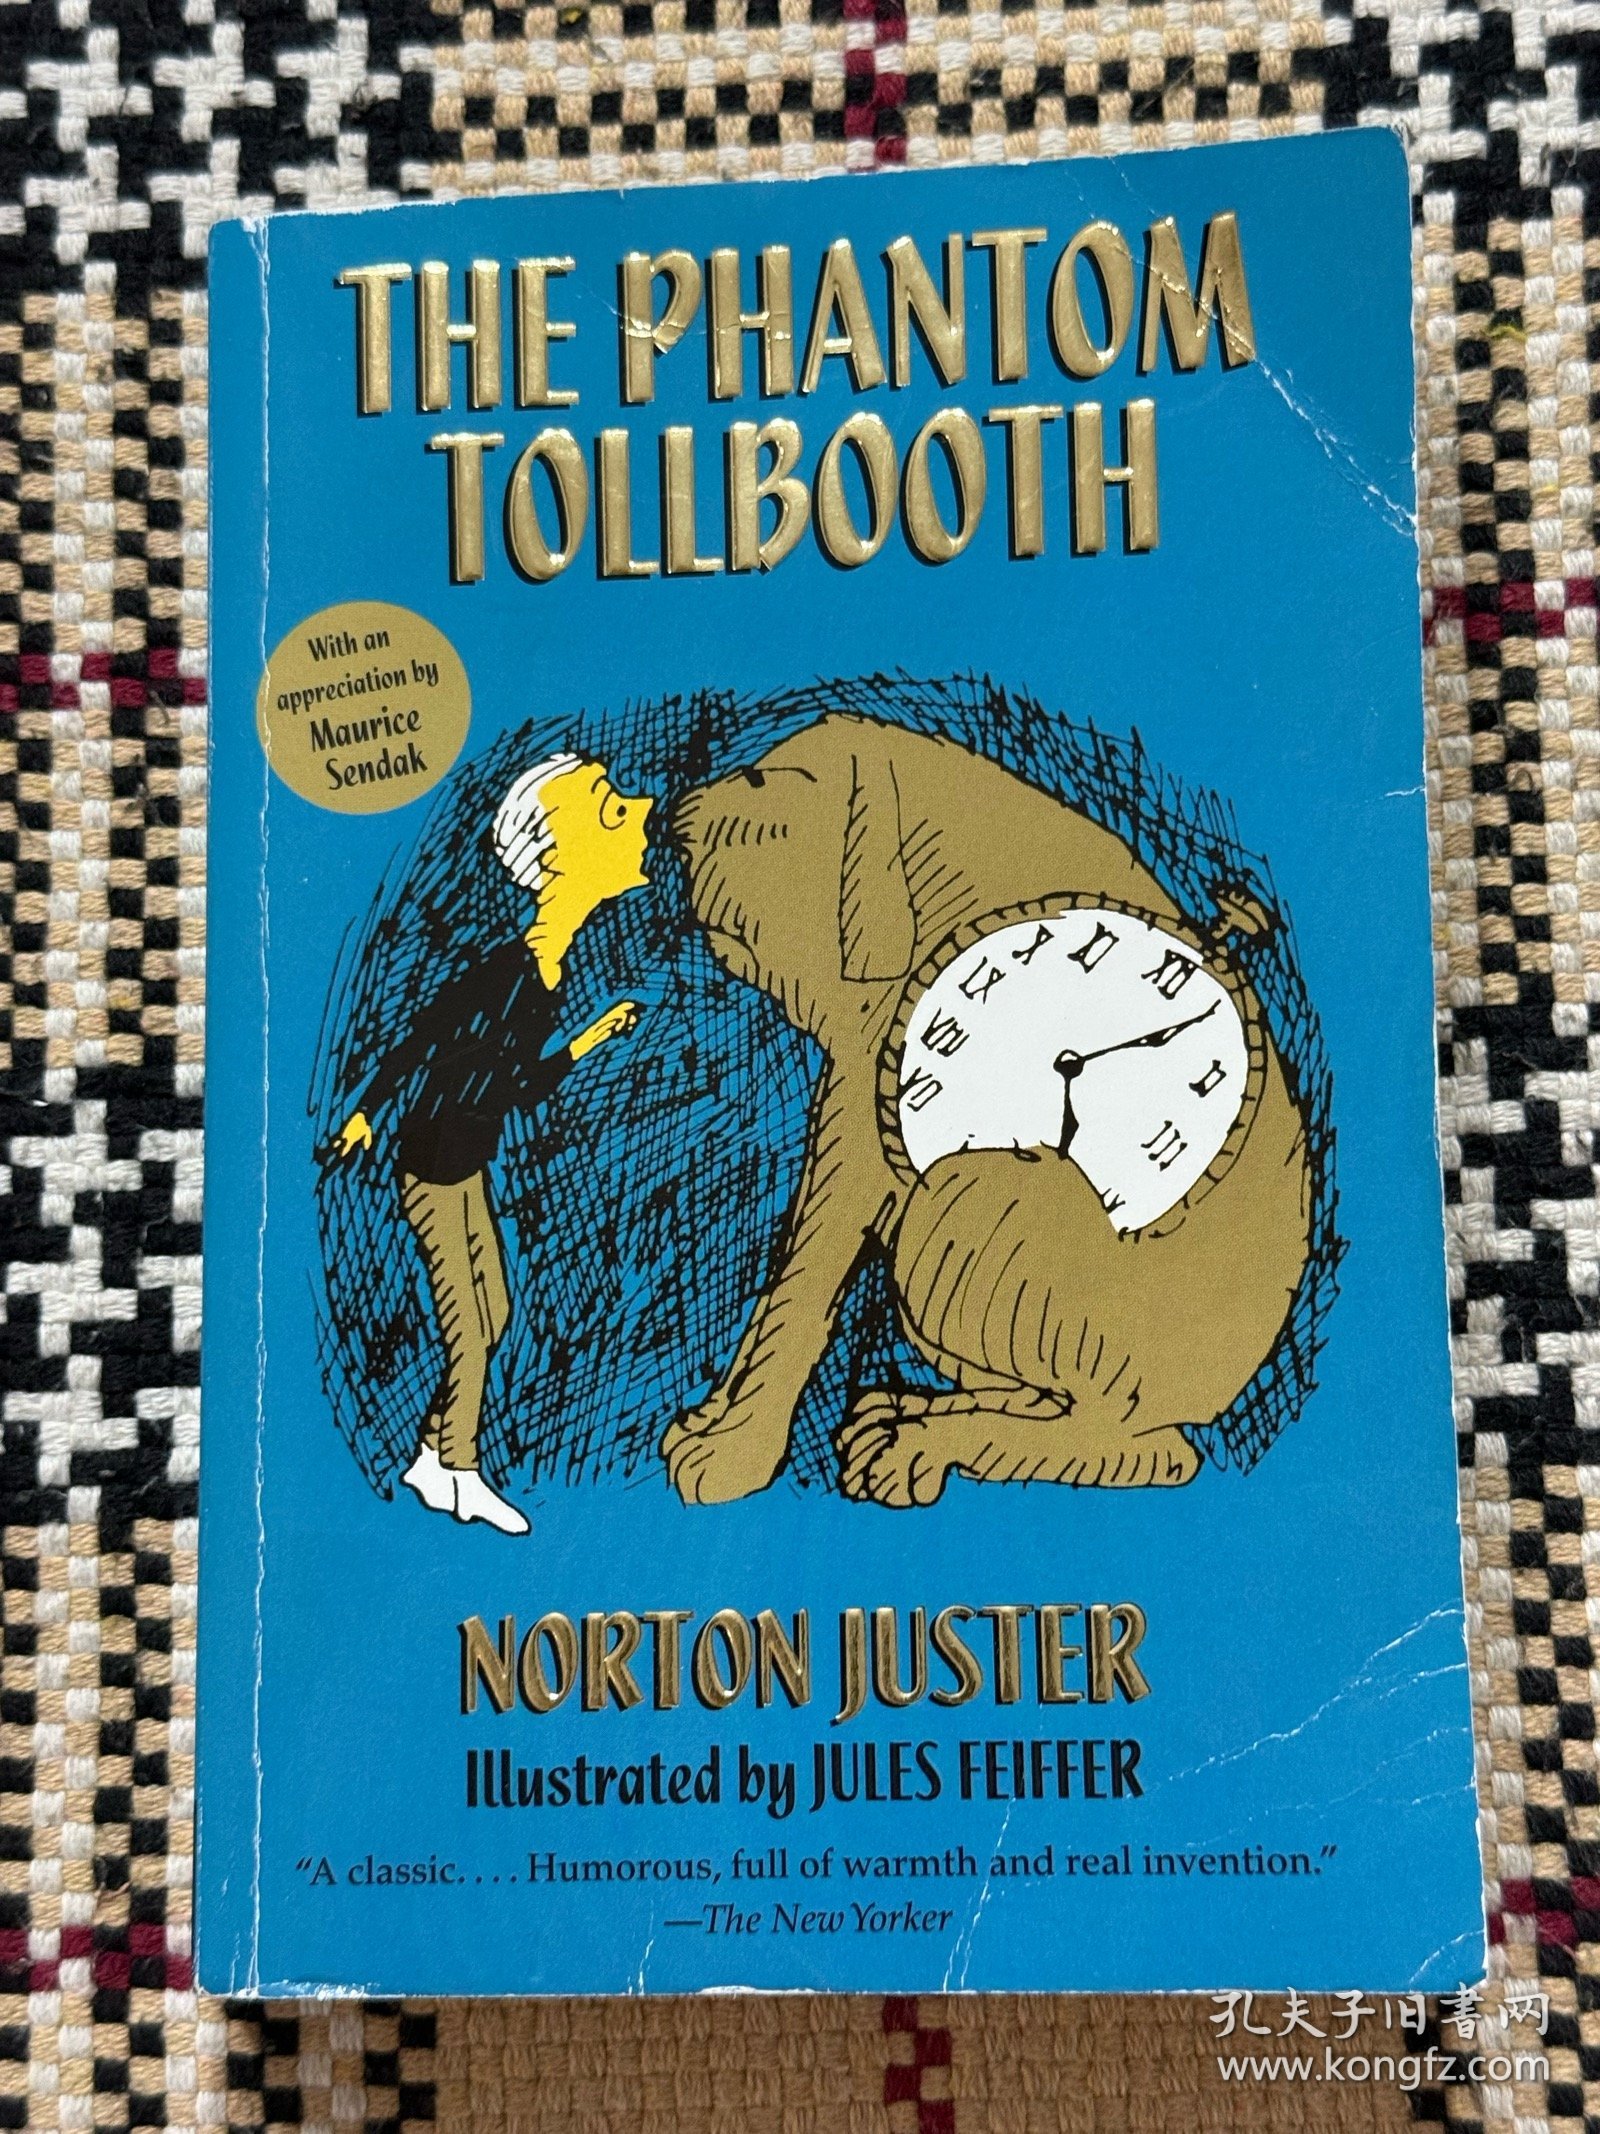 THE PHANTOM
TOLLBOOTH
With an
appreciation by
Maurice
Sendak
NORTON JUSTER
Illustrated by JULES FEIFFER
“A classic. . . . Humorous, full of warmth and real invention.”
—The New Yorker
孔夫子旧书网
www.kongfz.com